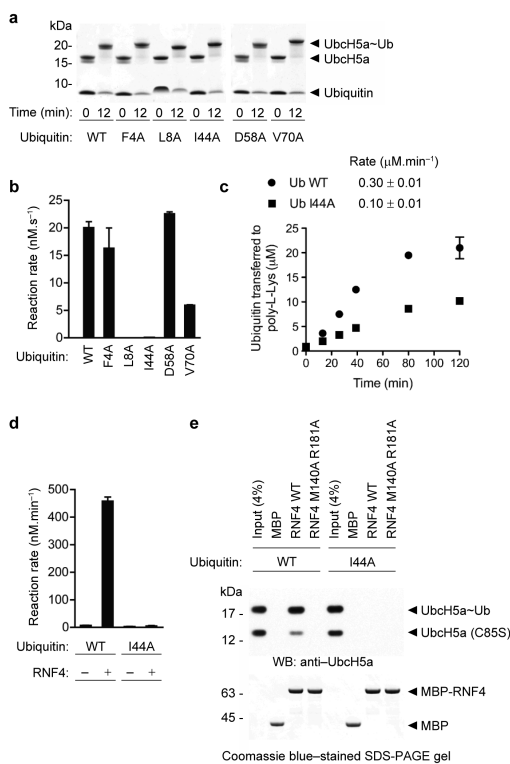 a
kDa
20-
15-
10-
UbcH5a~Ub
UbcH5a
Ubiquitin
Time (min): 0 12 0 12 0 12 0 12 0 12 0 12
Ubiquitin: WT F4A L8A I44A D58A V70A
b
Reaction rate (nM.s−1)
25
20
15
10
5
0
Ubiquitin: WT F4A L8A I44A D58A V70A
c
Rate (μM.min−1)
Ub WT 0.30 ± 0.01
Ub I44A 0.10 ± 0.01
Ubiquitin transferred to
poly-L-Lys (μM)
25
20
15
10
5
0
0 20 40 60 80 100 120
Time (min)
d
Reaction rate (nM.min−1)
500
400
300
200
100
0
Ubiquitin: WT I44A
RNF4: – + – +
e
Input (4%) MBP RNF4 WT RNF4 M140A R181A Input (4%) MBP RNF4 WT RNF4 M140A R181A
Ubiquitin: WT I44A
kDa
17 -
12 -
UbcH5a~Ub
UbcH5a (C85S)
WB: anti–UbcH5a
63 -
45 -
MBP-RNF4
MBP
Coomassie blue–stained SDS-PAGE gel